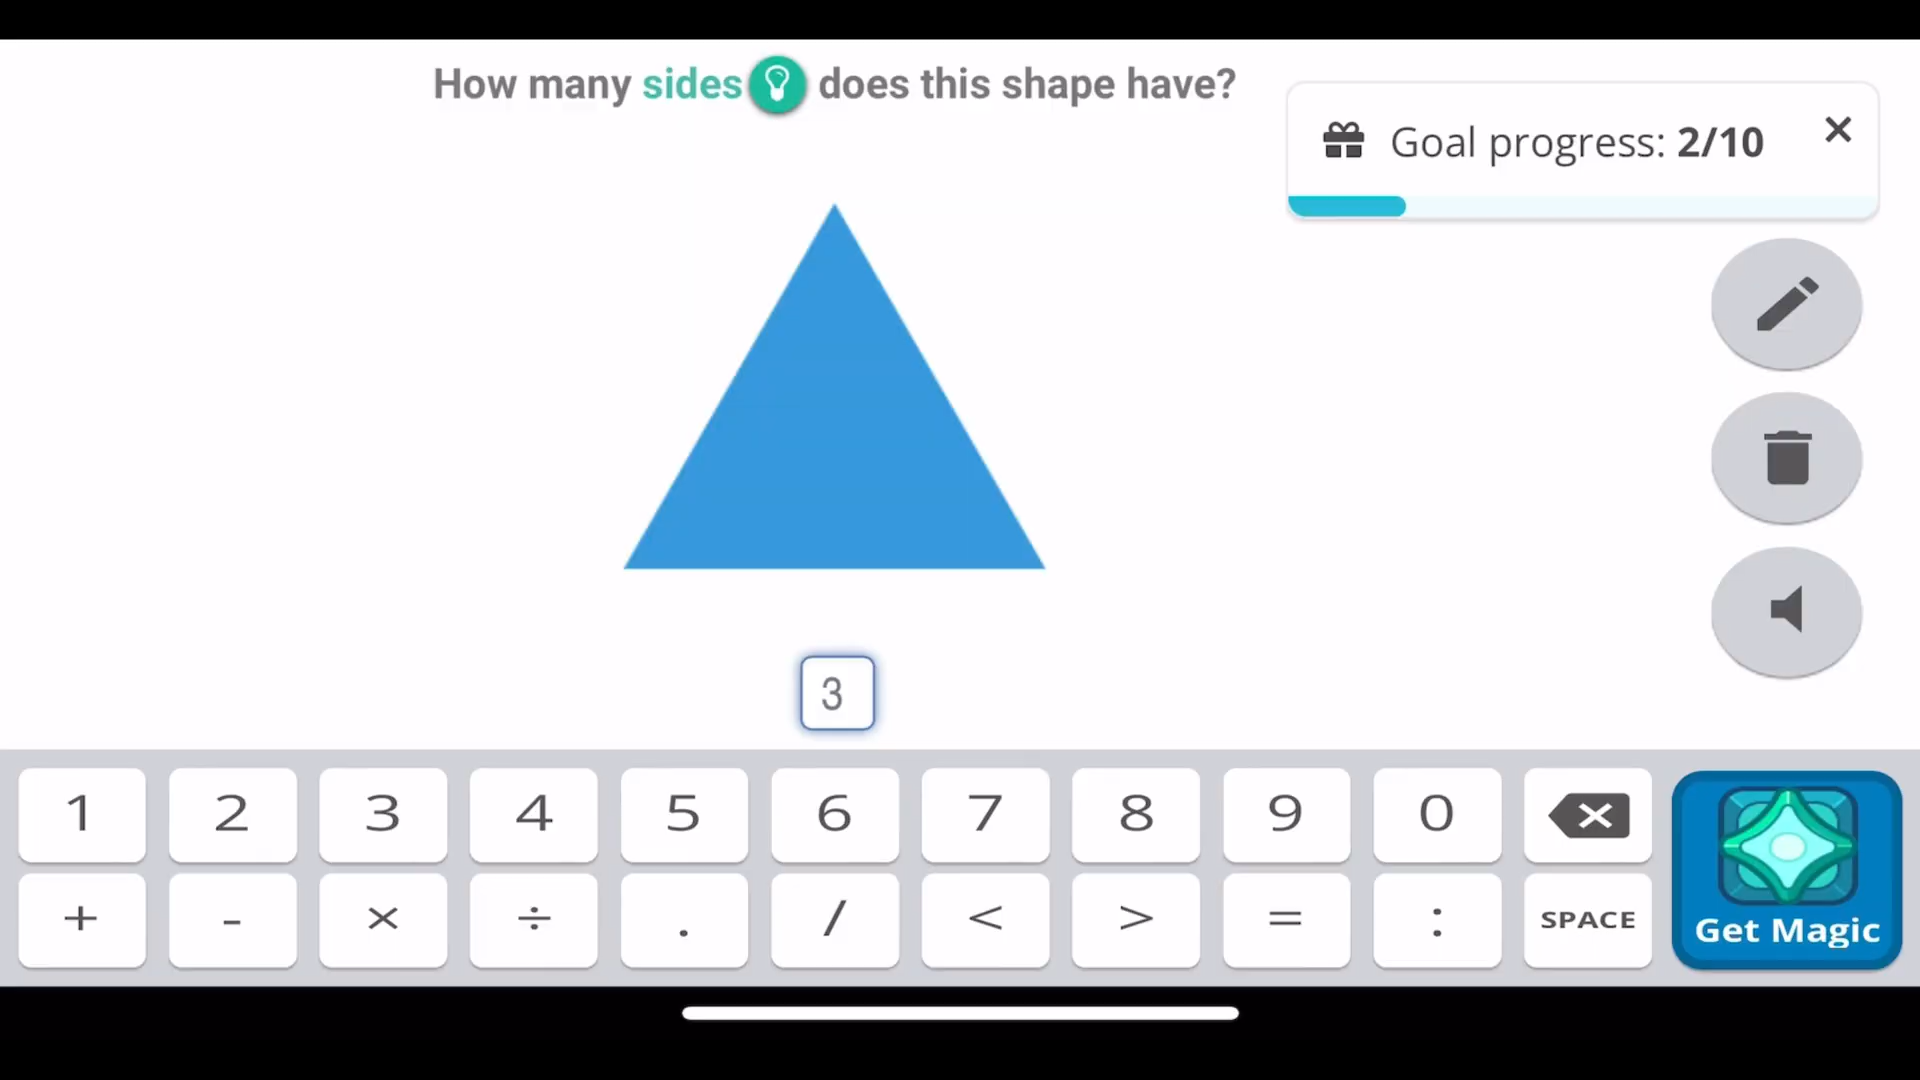 How many sides does this shape have?
Goal progress: 2/10
3
1 2 3 4 5 6 7 8 9 0
+ - × ÷ . / < > = : SPACE
Get Magic